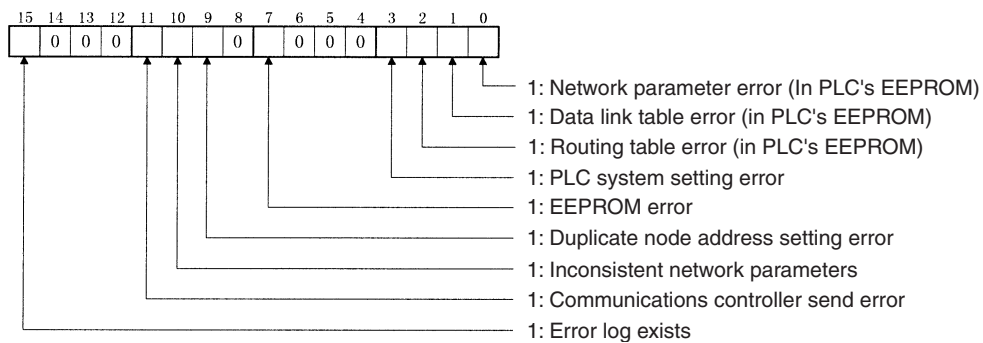 15 14 13 12 11 10 9 8 7 6 5 4 3 2 1 0
0 0 0 0 0 0 0
1: Network parameter error (In PLC's EEPROM)
1: Data link table error (in PLC's EEPROM)
1: Routing table error (in PLC's EEPROM)
1: PLC system setting error
1: EEPROM error
1: Duplicate node address setting error
1: Inconsistent network parameters
1: Communications controller send error
1: Error log exists